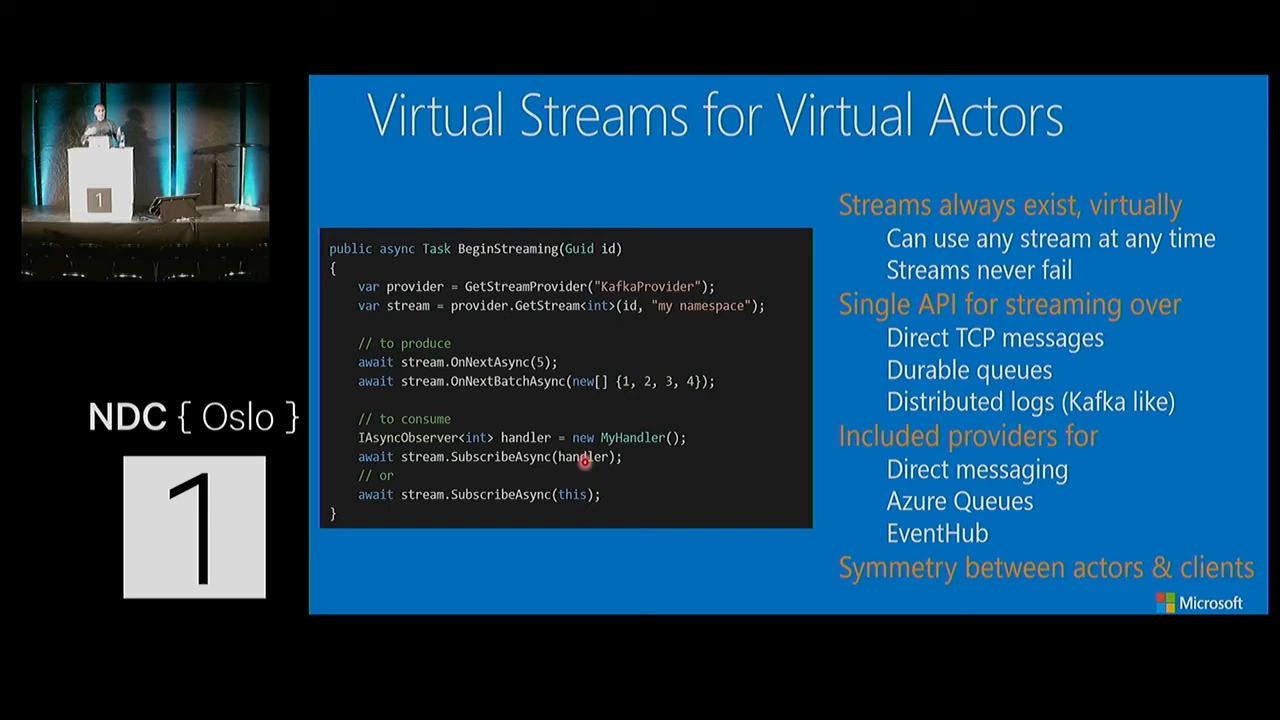 Virtual Streams for Virtual Actors
public async Task BeginStreaming(Guid id)
{
var provider = GetStreamProvider("KafkaProvider");
var stream = provider.GetStream<int>(id, "my namespace");
// to produce
await stream.OnNextAsync(5);
await stream.OnNextBatchAsync(new[] {1, 2, 3, 4});
// to consume
IAsyncObserver<int> handler = new MyHandler();
await stream.SubscribeAsync(handler);
// or
await stream.SubscribeAsync(this);
}
Streams always exist, virtually
Can use any stream at any time
Streams never fail
Single API for streaming over
Direct TCP messages
Durable queues
Distributed logs (Kafka like)
Included providers for
Direct messaging
Azure Queues
EventHub
Symmetry between actors & clients
Microsoft
1
NDC { Oslo }
1